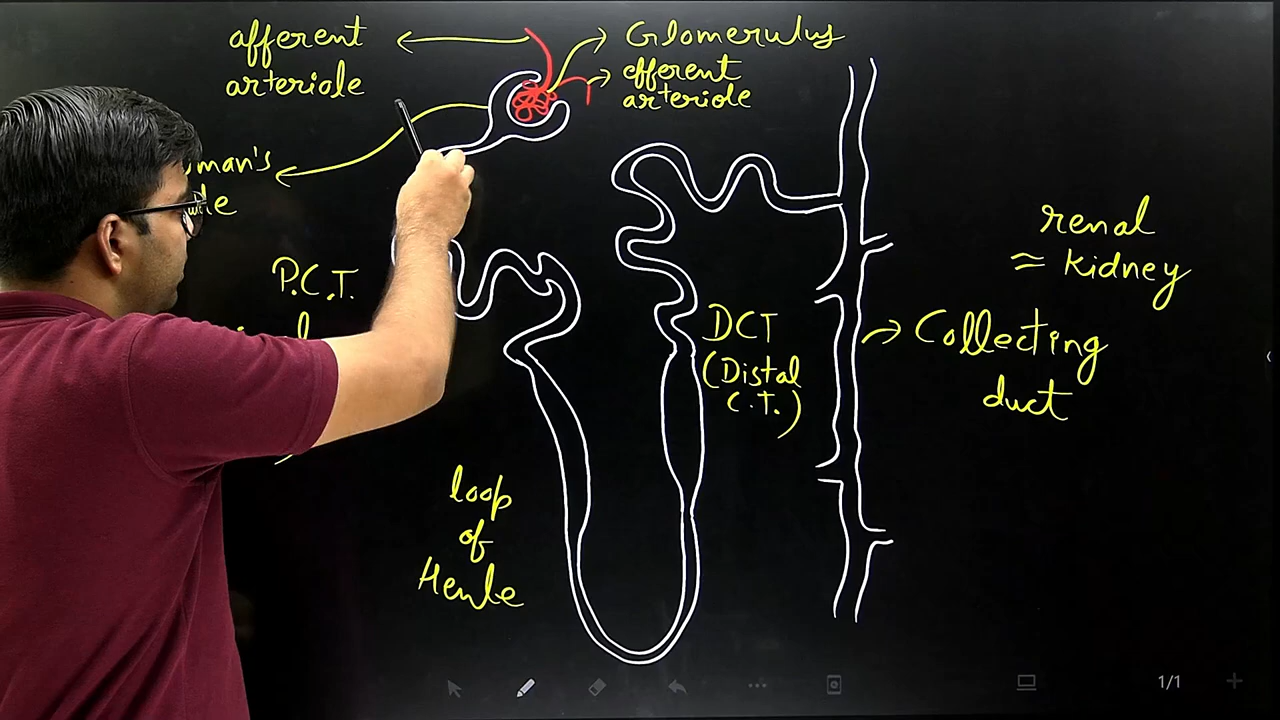 afferent
arteriole
Glomerulus
efferent
arteriole
P.C.T.
renal
= kidney
DCT
(Distal
C.T.)
Collecting
duct
loop
of
Henle
1/1